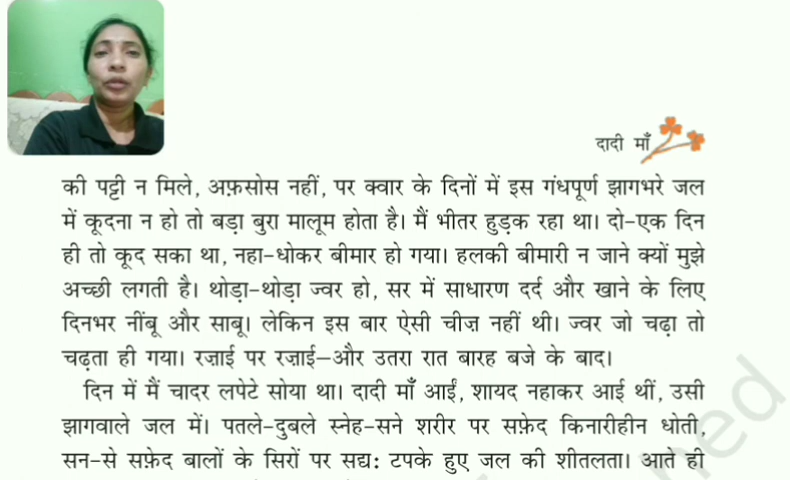 दादी माँ
की पट्टी न मिले, अफ़सोस नहीं, पर क्वार के दिनों में इस गंधपूर्ण झागभरे जल
में कूदना न हो तो बड़ा बुरा मालूम होता है। मैं भीतर हुड़क रहा था। दो-एक दिन
ही तो कूद सका था, नहा-धोकर बीमार हो गया। हलकी बीमारी न जाने क्यों मुझे
अच्छी लगती है। थोड़ा-थोड़ा ज्वर हो, सर में साधारण दर्द और खाने के लिए
दिनभर नींबू और साबू। लेकिन इस बार ऐसी चीज़ नहीं थी। ज्वर जो चढ़ा तो
चढ़ता ही गया। रज़ाई पर रज़ाई—और उतरा रात बारह बजे के बाद।
दिन में मैं चादर लपेटे सोया था। दादी माँ आईं, शायद नहाकर आई थीं, उसी
झागवाले जल में। पतले-दुबले स्नेह-सने शरीर पर सफ़ेद किनारीहीन धोती,
सन-से सफ़ेद बालों के सिरों पर सद्य: टपके हुए जल की शीतलता। आते ही